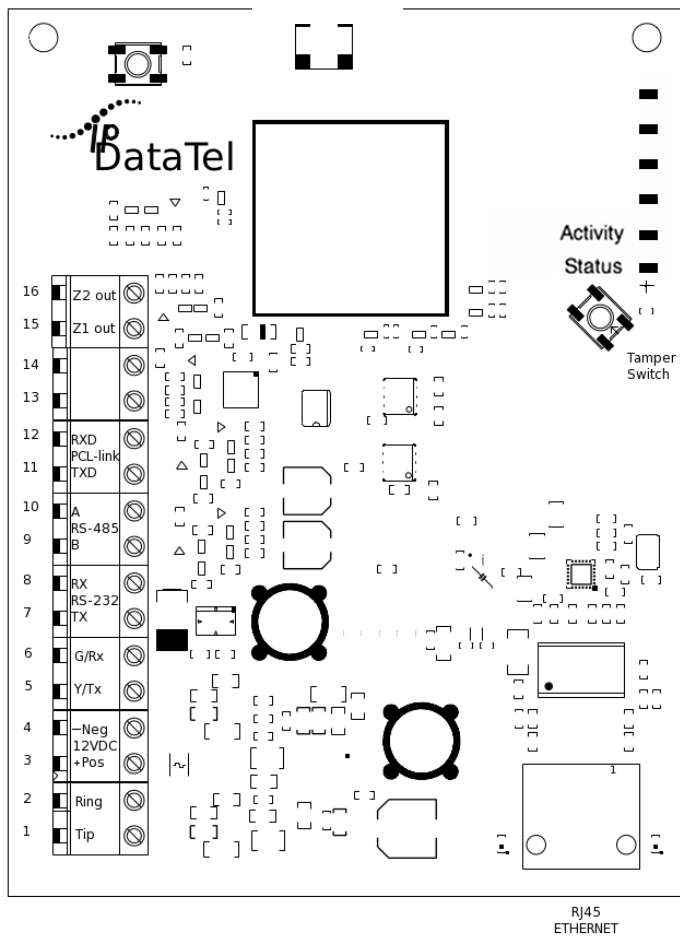 ip
DataTel
Activity
Status
Tamper
Switch
16 Z2 out
15 Z1 out
14
13
12 RXD
PCL-link
11 TXD
10 A
RS-485
9 B
8 RX
RS-232
7 TX
6 G/Rx
5 Y/Tx
4 −Neg
12VDC
3 +Pos
2 Ring
1 Tip
1
RJ45
ETHERNET